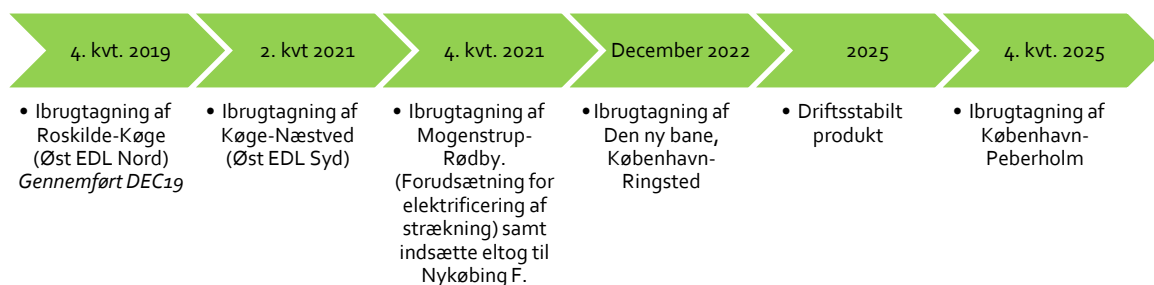 4. kvt. 2019
2. kvt 2021
4. kvt. 2021
December 2022
2025
4. kvt. 2025
• Ibrugtagning af
Roskilde-Køge
(Øst EDL Nord)
Gennemført DEC19
• Ibrugtagning af
Køge-Næstved
(Øst EDL Syd)
• Ibrugtagning af
Mogenstrup-
Rødby.
(Forudsætning for
elektrificering af
strækning) samt
indsætte eltog til
Nykøbing F.
• Ibrugtagning af
Den ny bane,
København-
Ringsted
• Driftsstabilt
produkt
• Ibrugtagning af
København-
Peberholm